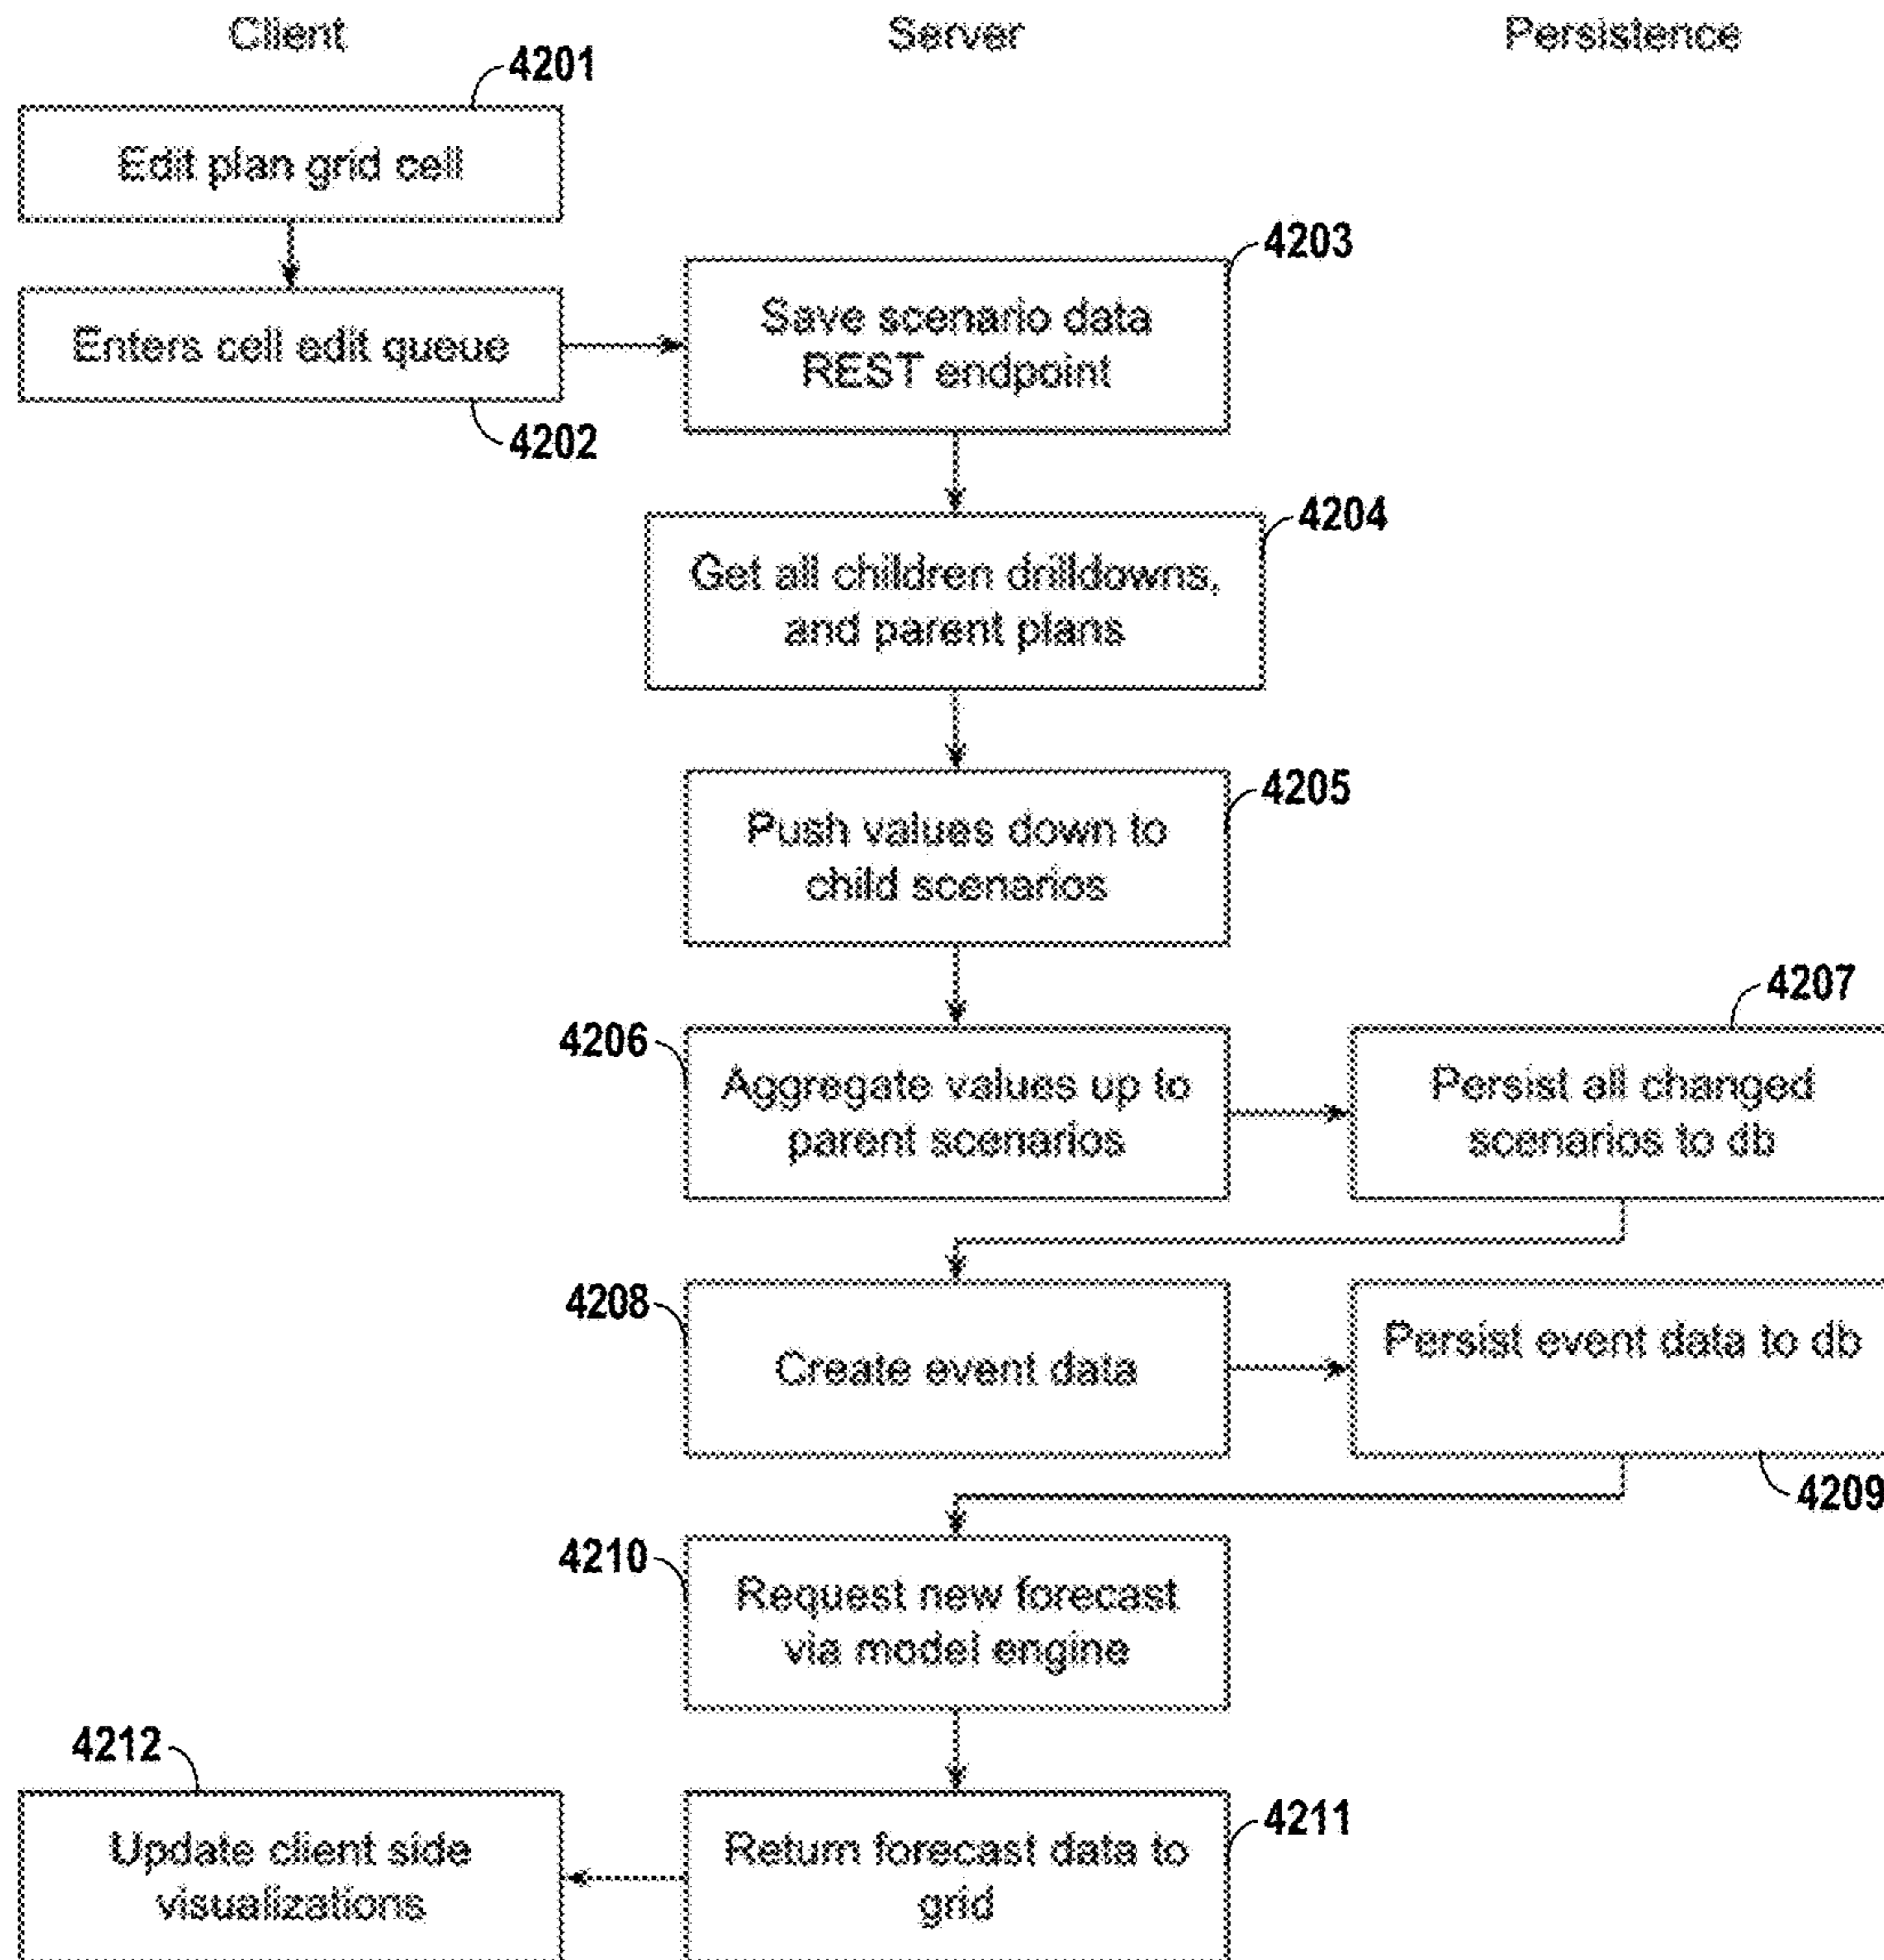 Client
Server
Persistence
4201
Edit plan grid cell
4203
Enters cell edit queue
Save scenario data
REST endpoint
4202
4204
Get all children drilldowns,
and parent plans
4205
Push values down to
child scenarios
4207
4206
Aggregate values up to
parent scenarios
Persist all changed
scenarios to db
4208
Create event data
Persist event data to db
4209
4210
Request new forecast
via model engine
4212
4211
Update client side
visualizations
Return forecast data to
grid